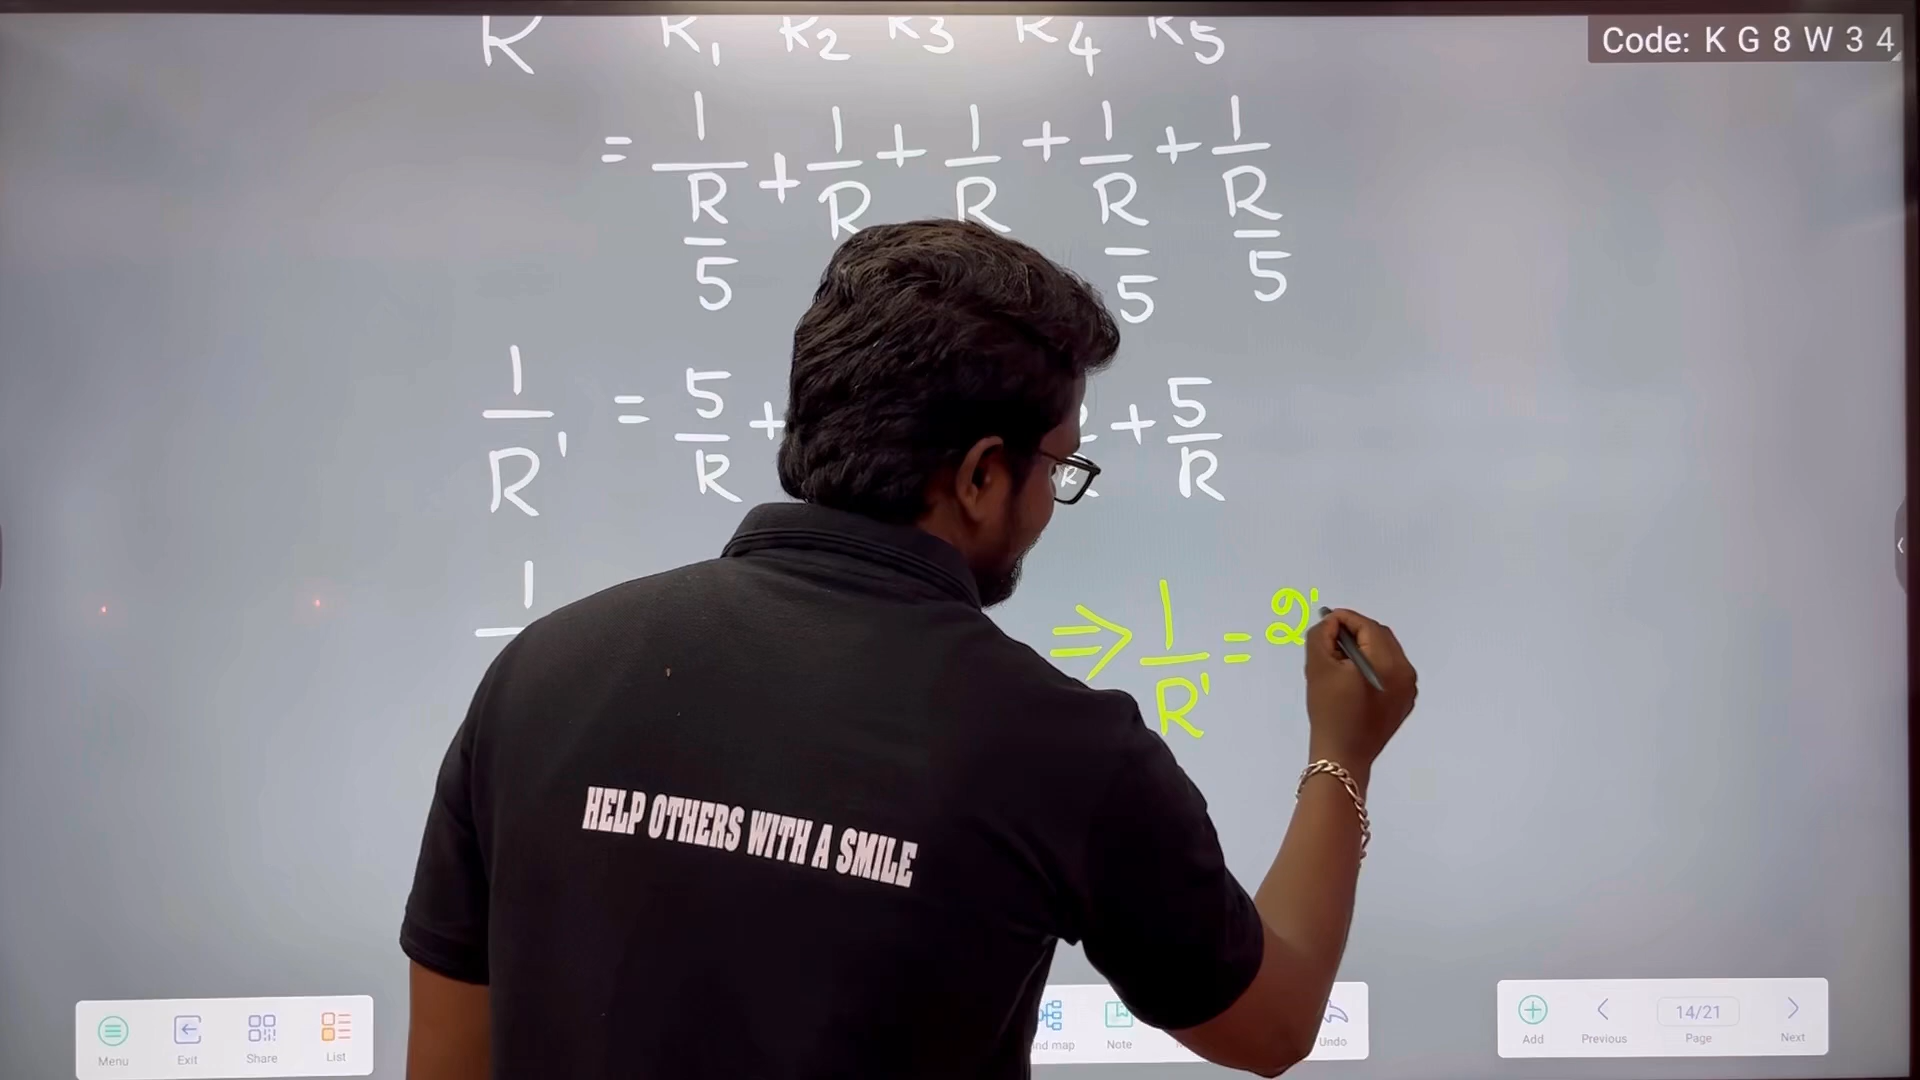 Code: K G 8 W 3 4
R R₁ R₂ R₃ R₄ R₅
= 1/(R/5) + 1/R + 1/R + 1/(R/5) + 1/(R/5)
1/R' = 5/R + + 5/R
1
⇒ 1/R' = 2
HELP OTHERS WITH A SMILE
Menu Exit Share List nd map Note Undo Add Previous 14/21 Page Next